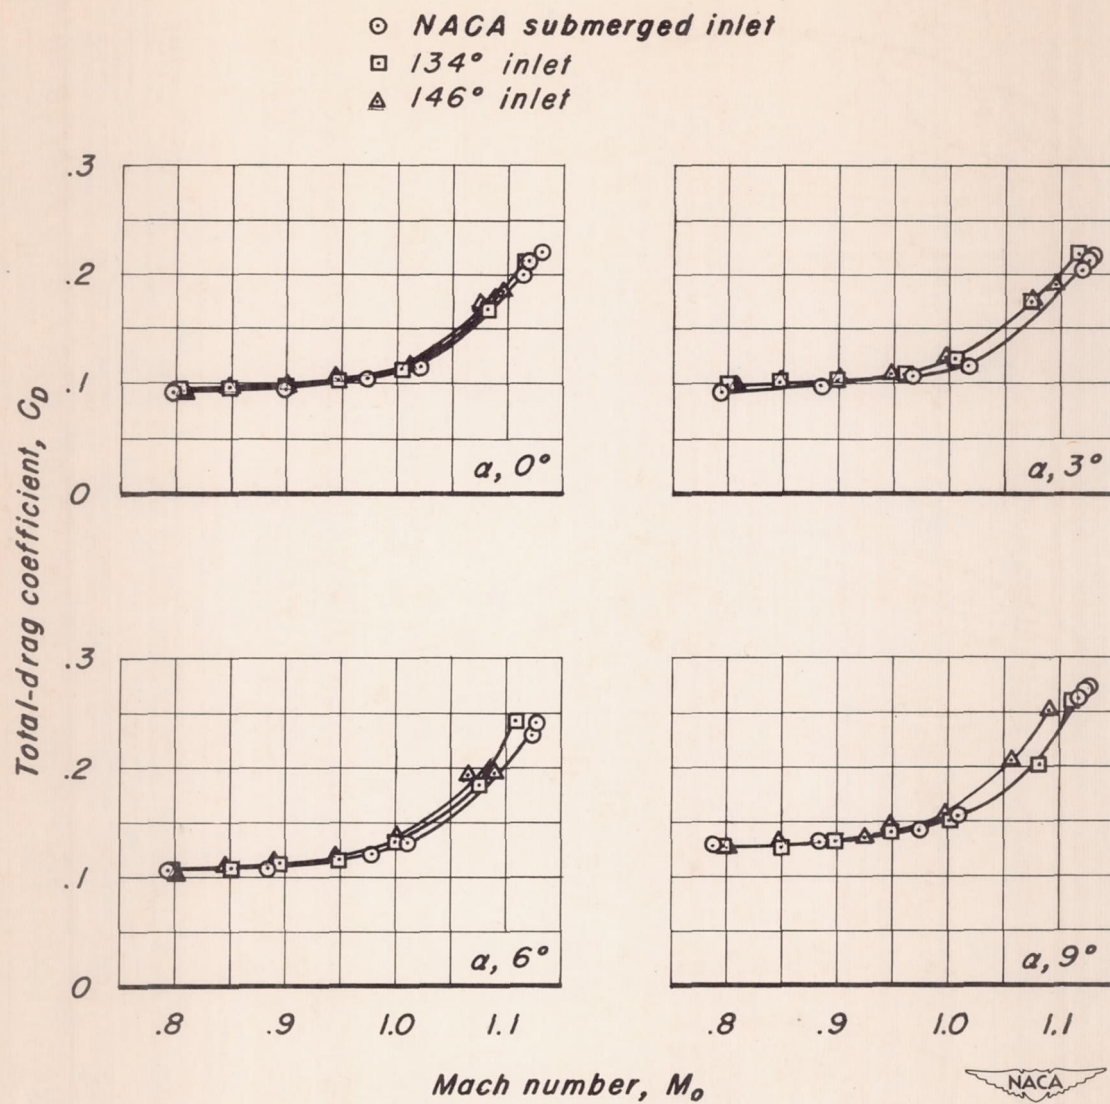 NACA submerged inlet
134° inlet
146° inlet
Total-drag coefficient, C_D
.3
.2
.1
0
α, 0°
α, 3°
.3
.2
.1
0
α, 6°
α, 9°
.8 .9 1.0 1.1
.8 .9 1.0 1.1
Mach number, M₀
NACA